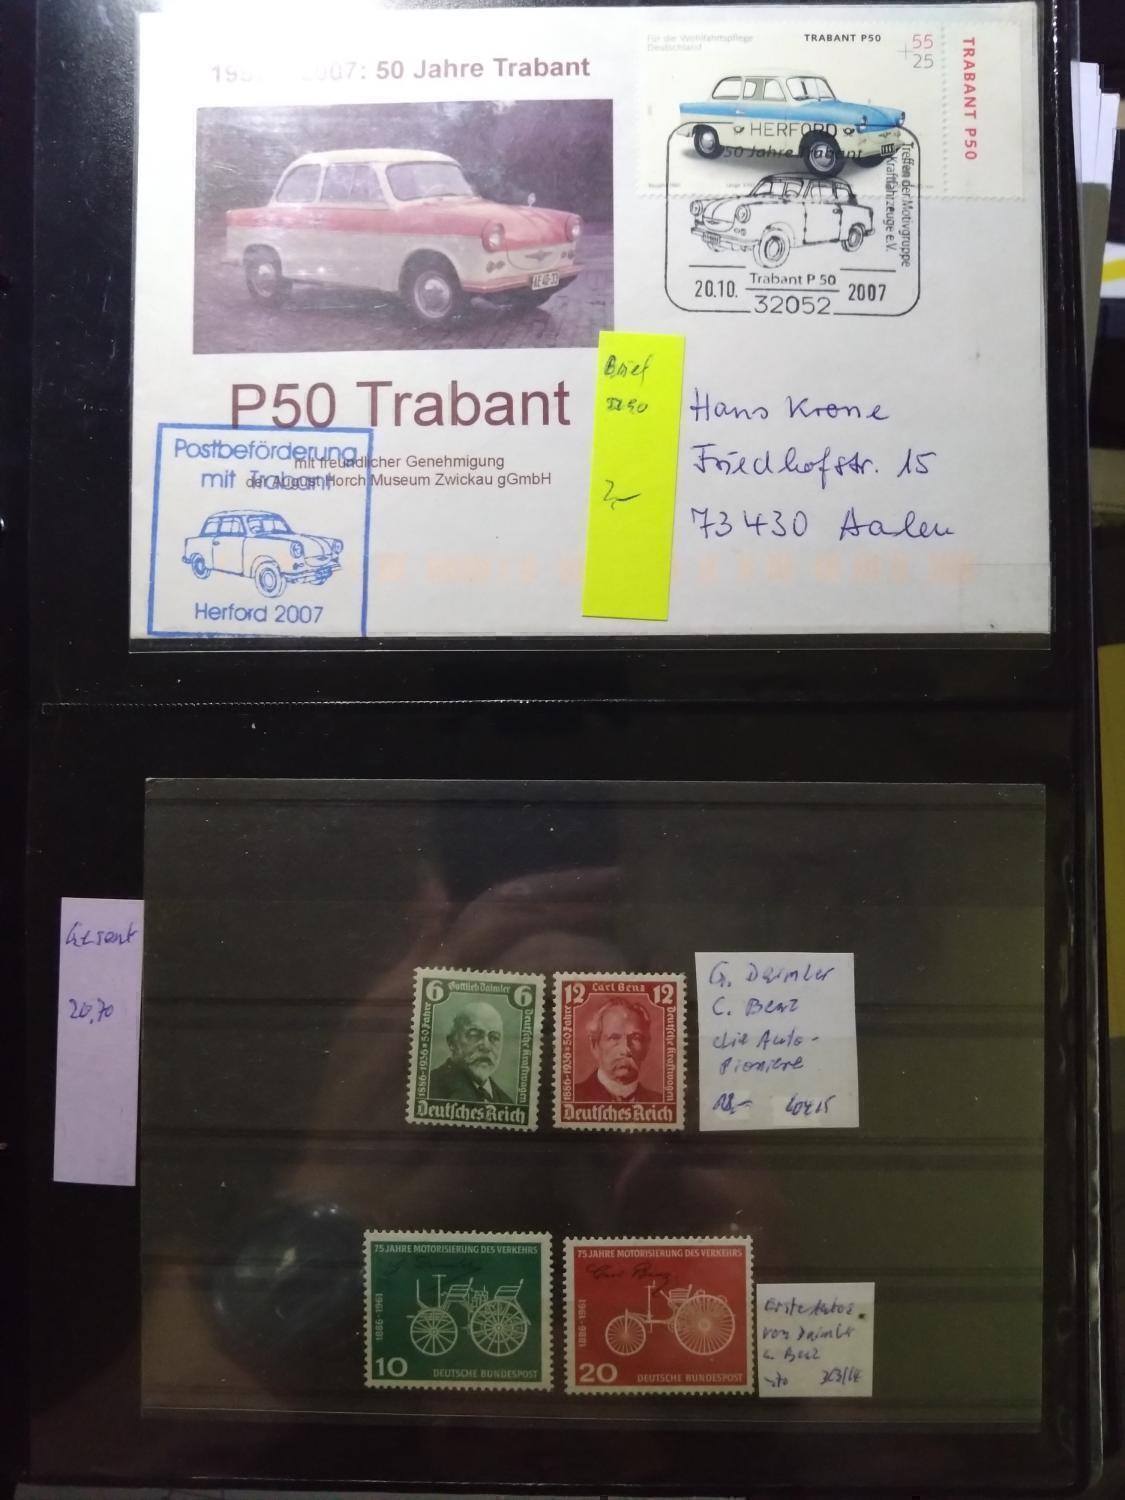 2007: 50 Jahre Trabant
Für die Wohlfahrtspflege
Deutschland
TRABANT P50
55
+25
TRABANT P50
HERFORD
50 Jahre Trabant
Treffen der Motivgruppe
Kraftfahrzeuge e.V.
Trabant P 50
20.10. 2007
32052
P50 Trabant
mit freundlicher Genehmigung
der August Horch Museum Zwickau gGmbH
Postbeförderung
mit Trabant
Herford 2007
Brief
2,-
Hans Krone
Friedhofstr. 15
73430 Aalen
Gesamt
20,70
6 Gottlieb Daimler 6
1886-1936 * 50 Jahre
Deutsche Kraftwagen
Deutsches Reich
12 Carl Benz 12
1886-1936 * 50 Jahre
Deutsche Kraftwagen
Deutsches Reich
G. Daimler
C. Benz
die Auto-
Pioniere
75 JAHRE MOTORISIERUNG DES VERKEHRS
1886-1961
10 DEUTSCHE BUNDESPOST
75 JAHRE MOTORISIERUNG DES VERKEHRS
Carl Benz
1886-1961
20 DEUTSCHE BUNDESPOST
Erste Autos
von Daimler
u. Benz
-,70 363/64